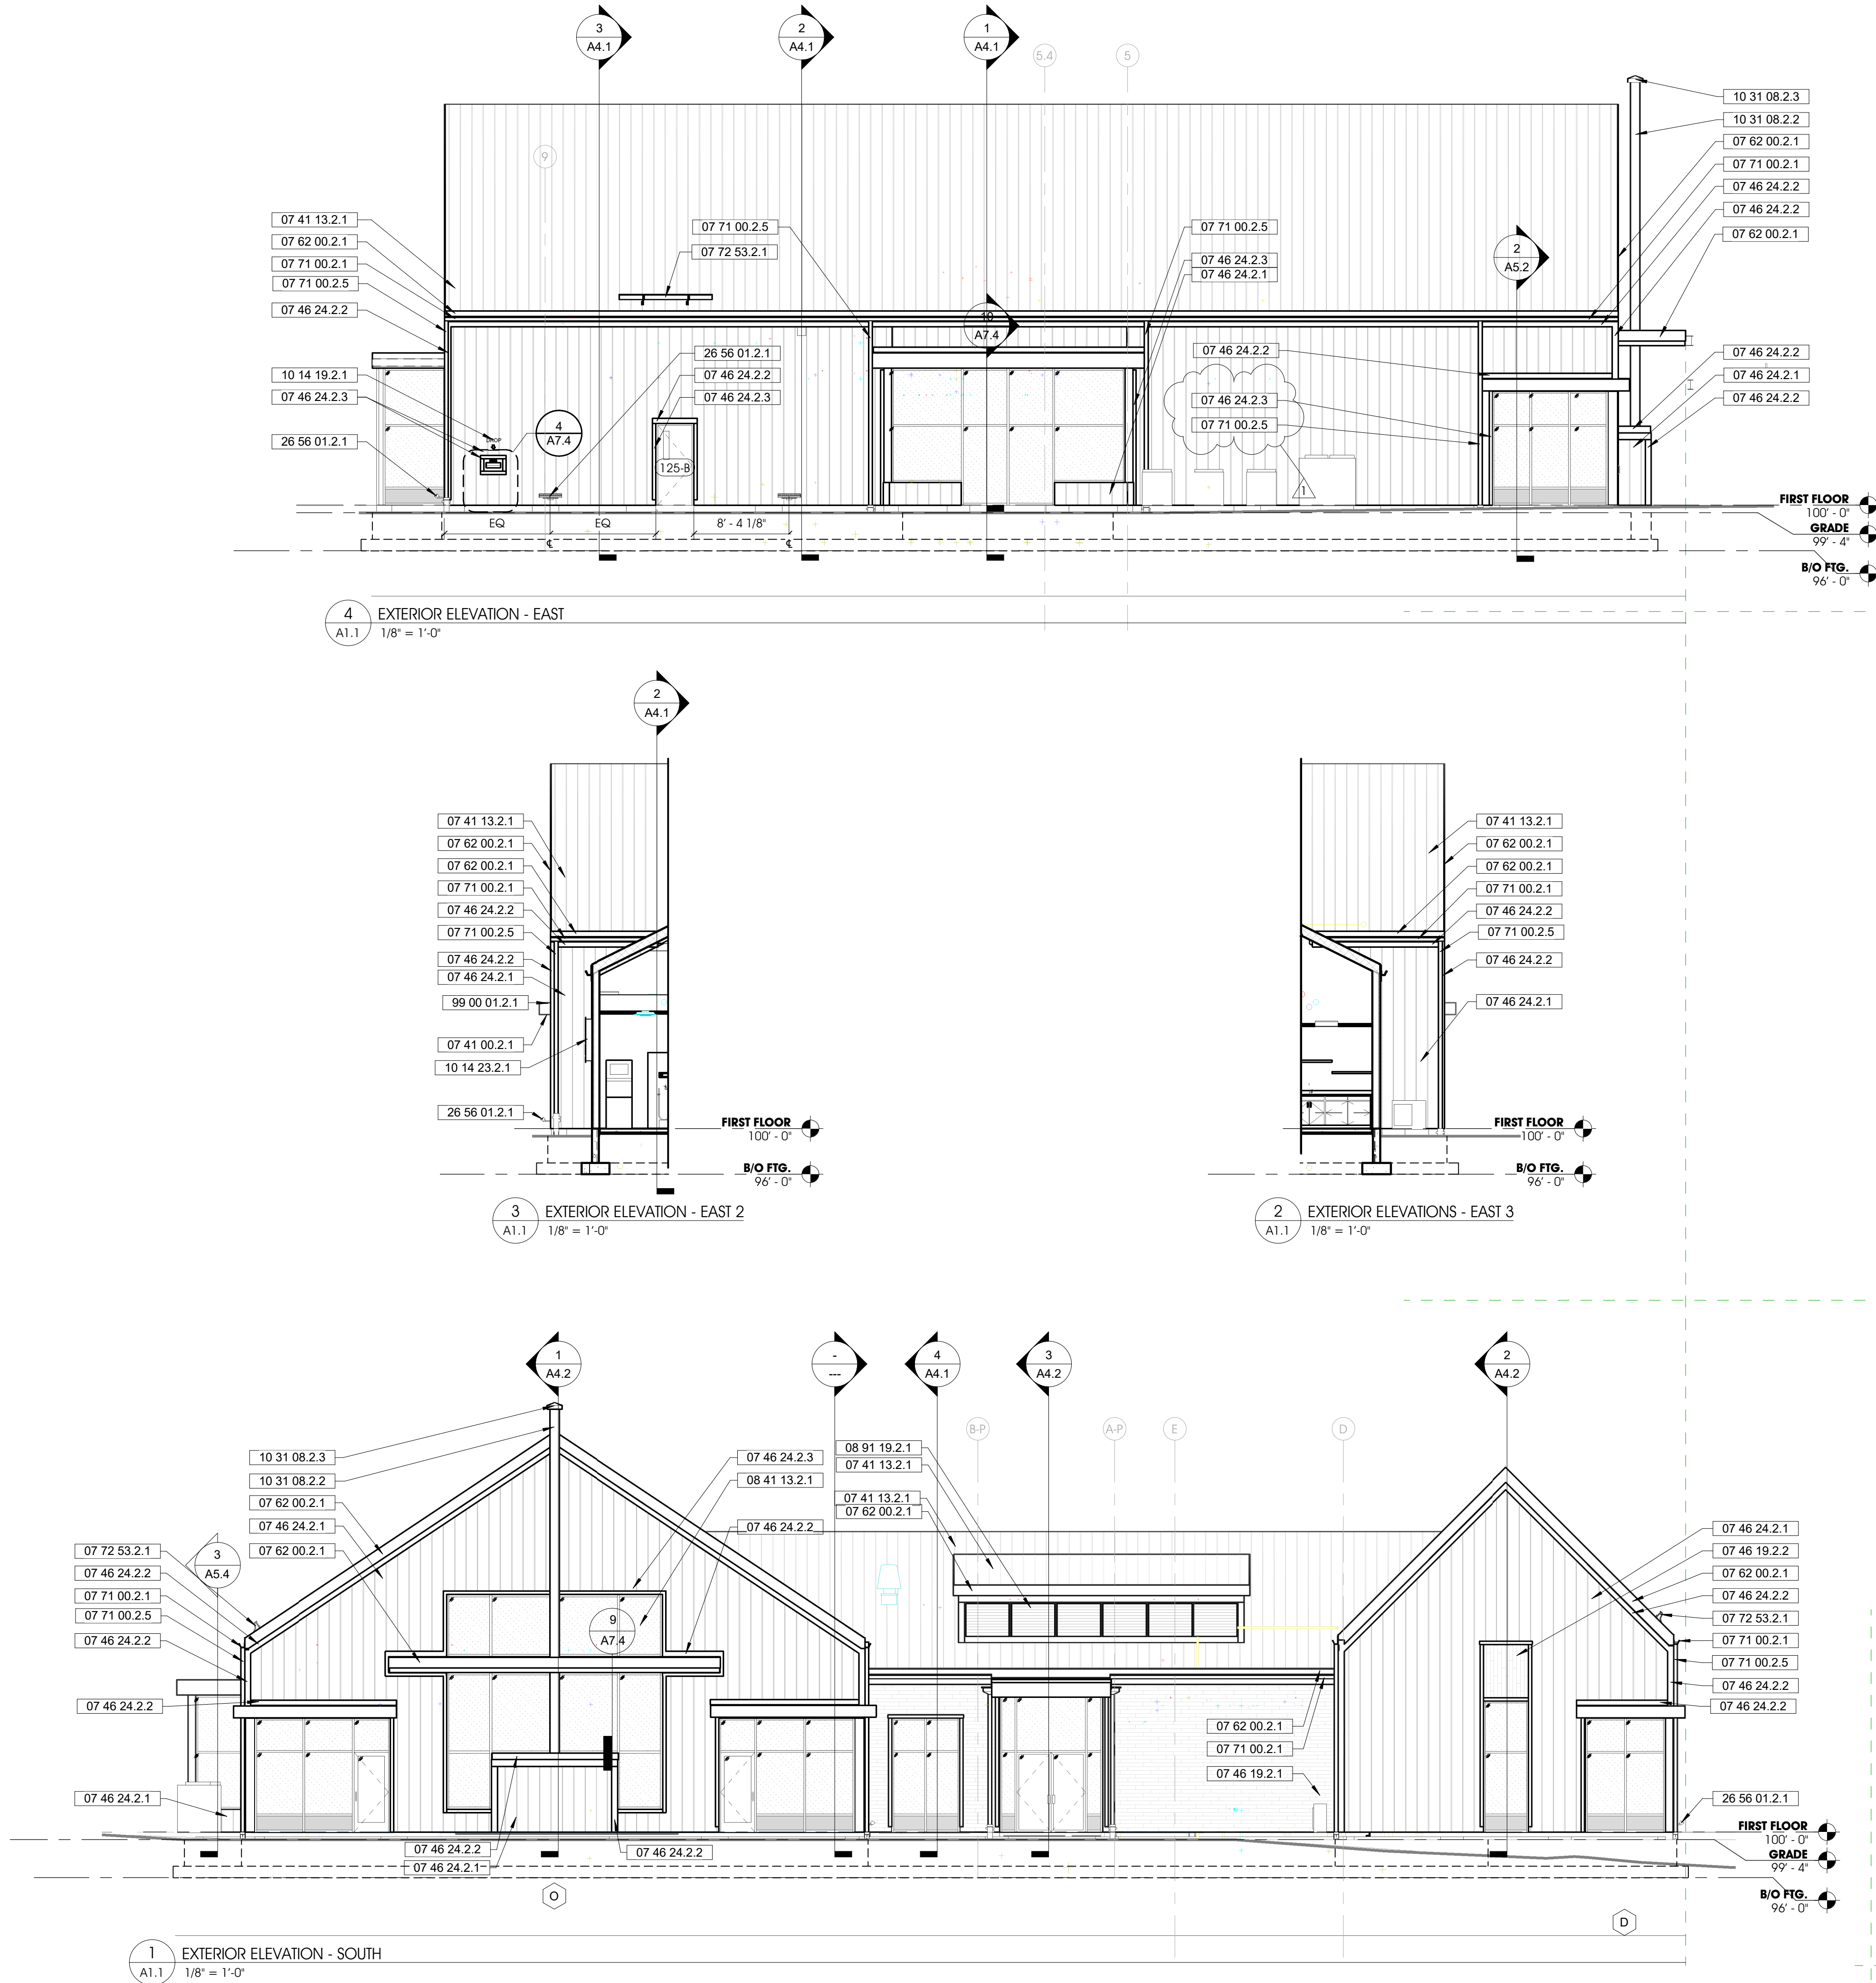 3
A4.1
2
A4.1
1
A4.1
5.4
5
9
10 31 08.2.3
10 31 08.2.2
07 62 00.2.1
07 71 00.2.1
07 46 24.2.2
07 46 24.2.2
07 62 00.2.1
07 41 13.2.1
07 62 00.2.1
07 71 00.2.1
07 71 00.2.5
07 46 24.2.2
10 14 19.2.1
07 46 24.2.3
26 56 01.2.1
07 71 00.2.5
07 72 53.2.1
07 71 00.2.5
07 46 24.2.3
07 46 24.2.1
2
A5.2
10
A7.4
26 56 01.2.1
07 46 24.2.2
07 46 24.2.3
07 46 24.2.2
07 46 24.2.3
07 71 00.2.5
07 46 24.2.2
07 46 24.2.1
07 46 24.2.2
DROP
4
A7.4
125-B
1
EQ
EQ
8' - 4 1/8"
FIRST FLOOR
100' - 0"
GRADE
99' - 4"
B/O FTG.
96' - 0"
4
A1.1
EXTERIOR ELEVATION - EAST
1/8" = 1'-0"
2
A4.1
07 41 13.2.1
07 62 00.2.1
07 62 00.2.1
07 71 00.2.1
07 46 24.2.2
07 71 00.2.5
07 46 24.2.2
07 46 24.2.1
99 00 01.2.1
07 41 00.2.1
10 14 23.2.1
26 56 01.2.1
FIRST FLOOR
100' - 0"
B/O FTG.
96' - 0"
3
A1.1
EXTERIOR ELEVATION - EAST 2
1/8" = 1'-0"
07 41 13.2.1
07 62 00.2.1
07 62 00.2.1
07 71 00.2.1
07 46 24.2.2
07 71 00.2.5
07 46 24.2.2
07 46 24.2.1
FIRST FLOOR
100' - 0"
B/O FTG.
96' - 0"
2
A1.1
EXTERIOR ELEVATIONS - EAST 3
1/8" = 1'-0"
1
A4.2
-
---
4
A4.1
3
A4.2
2
A4.2
B-P
A-P
E
D
10 31 08.2.3
10 31 08.2.2
07 62 00.2.1
07 46 24.2.1
07 62 00.2.1
07 46 24.2.3
08 41 13.2.1
07 46 24.2.2
08 91 19.2.1
07 41 13.2.1
07 41 13.2.1
07 62 00.2.1
3
A5.4
07 72 53.2.1
07 46 24.2.2
07 71 00.2.1
07 71 00.2.5
07 46 24.2.2
07 46 24.2.2
07 46 24.2.1
9
A7.4
07 46 24.2.1
07 46 19.2.2
07 62 00.2.1
07 46 24.2.2
07 72 53.2.1
07 71 00.2.1
07 71 00.2.5
07 46 24.2.2
07 46 24.2.2
07 62 00.2.1
07 71 00.2.1
07 46 19.2.1
26 56 01.2.1
07 46 24.2.2
07 46 24.2.1
07 46 24.2.2
FIRST FLOOR
100' - 0"
GRADE
99' - 4"
B/O FTG.
96' - 0"
O
D
1
A1.1
EXTERIOR ELEVATION - SOUTH
1/8" = 1'-0"